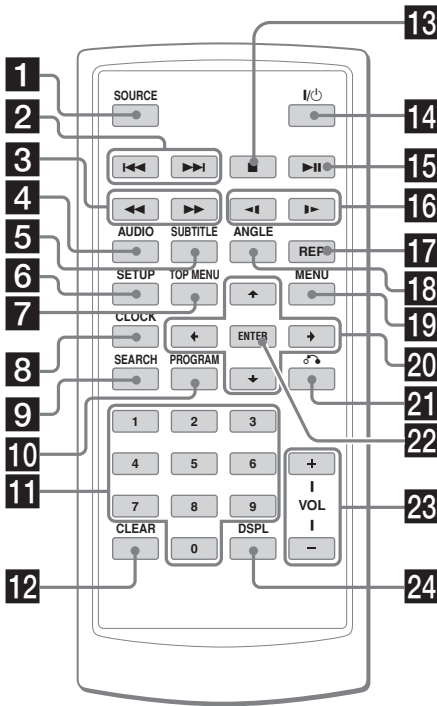 13
1 SOURCE I/ 14
2
15
3
16
4 AUDIO SUBTITLE ANGLE
5 REP 17
6 SETUP TOP MENU MENU 18
7 19
CLOCK
8 ENTER 20
SEARCH PROGRAM
9 21
10 22
1 2 3
11 4 5 6 +
VOL 23
7 8 9
CLEAR DSPL −
12 0 24